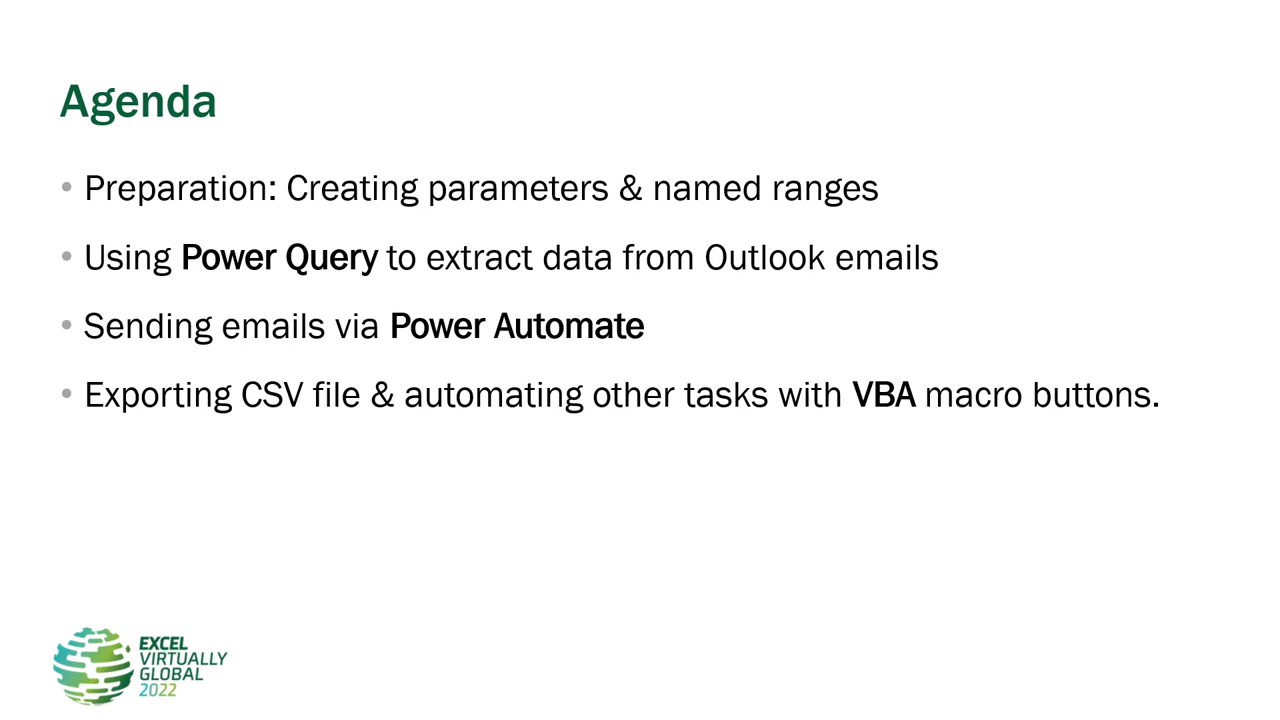 Agenda
• Preparation: Creating parameters & named ranges
• Using Power Query to extract data from Outlook emails
• Sending emails via Power Automate
• Exporting CSV file & automating other tasks with VBA macro buttons.
EXCEL
VIRTUALLY
GLOBAL
2022